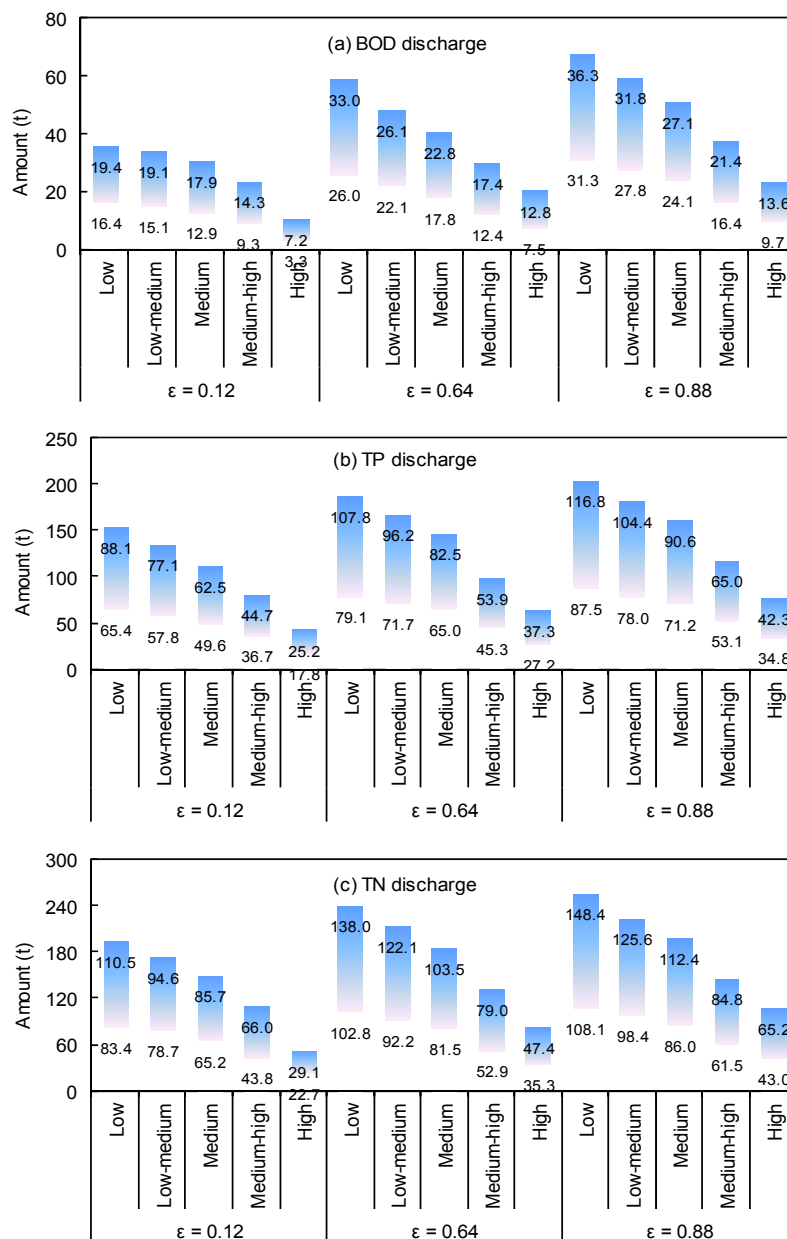 80
(a) BOD discharge
60
40
20
0
Amount (t)
19.4 19.1 17.9 14.3 7.2 33.0 26.1 22.8 17.4 12.8 36.3 31.8 27.1 21.4 13.6
16.4 15.1 12.9 9.3 3.3 26.0 22.1 17.8 12.4 7.5 31.3 27.8 24.1 16.4 9.7
Low Low-medium Medium Medium-high High Low Low-medium Medium Medium-high High Low Low-medium Medium Medium-high High
ε = 0.12 ε = 0.64 ε = 0.88
250
(b) TP discharge
200
150
100
50
0
Amount (t)
88.1 77.1 62.5 44.7 25.2 107.8 96.2 82.5 53.9 37.3 116.8 104.4 90.6 65.0 42.3
65.4 57.8 49.6 36.7 17.8 79.1 71.7 65.0 45.3 27.2 87.5 78.0 71.2 53.1 34.8
Low Low-medium Medium Medium-high High Low Low-medium Medium Medium-high High Low Low-medium Medium Medium-high High
ε = 0.12 ε = 0.64 ε = 0.88
300
(c) TN discharge
240
180
120
60
0
Amount (t)
110.5 94.6 85.7 66.0 29.1 138.0 122.1 103.5 79.0 47.4 148.4 125.6 112.4 84.8 65.2
83.4 78.7 65.2 43.8 22.7 102.8 92.2 81.5 52.9 35.3 108.1 98.4 86.0 61.5 43.0
Low Low-medium Medium Medium-high High Low Low-medium Medium Medium-high High Low Low-medium Medium Medium-high High
ε = 0.12 ε = 0.64 ε = 0.88